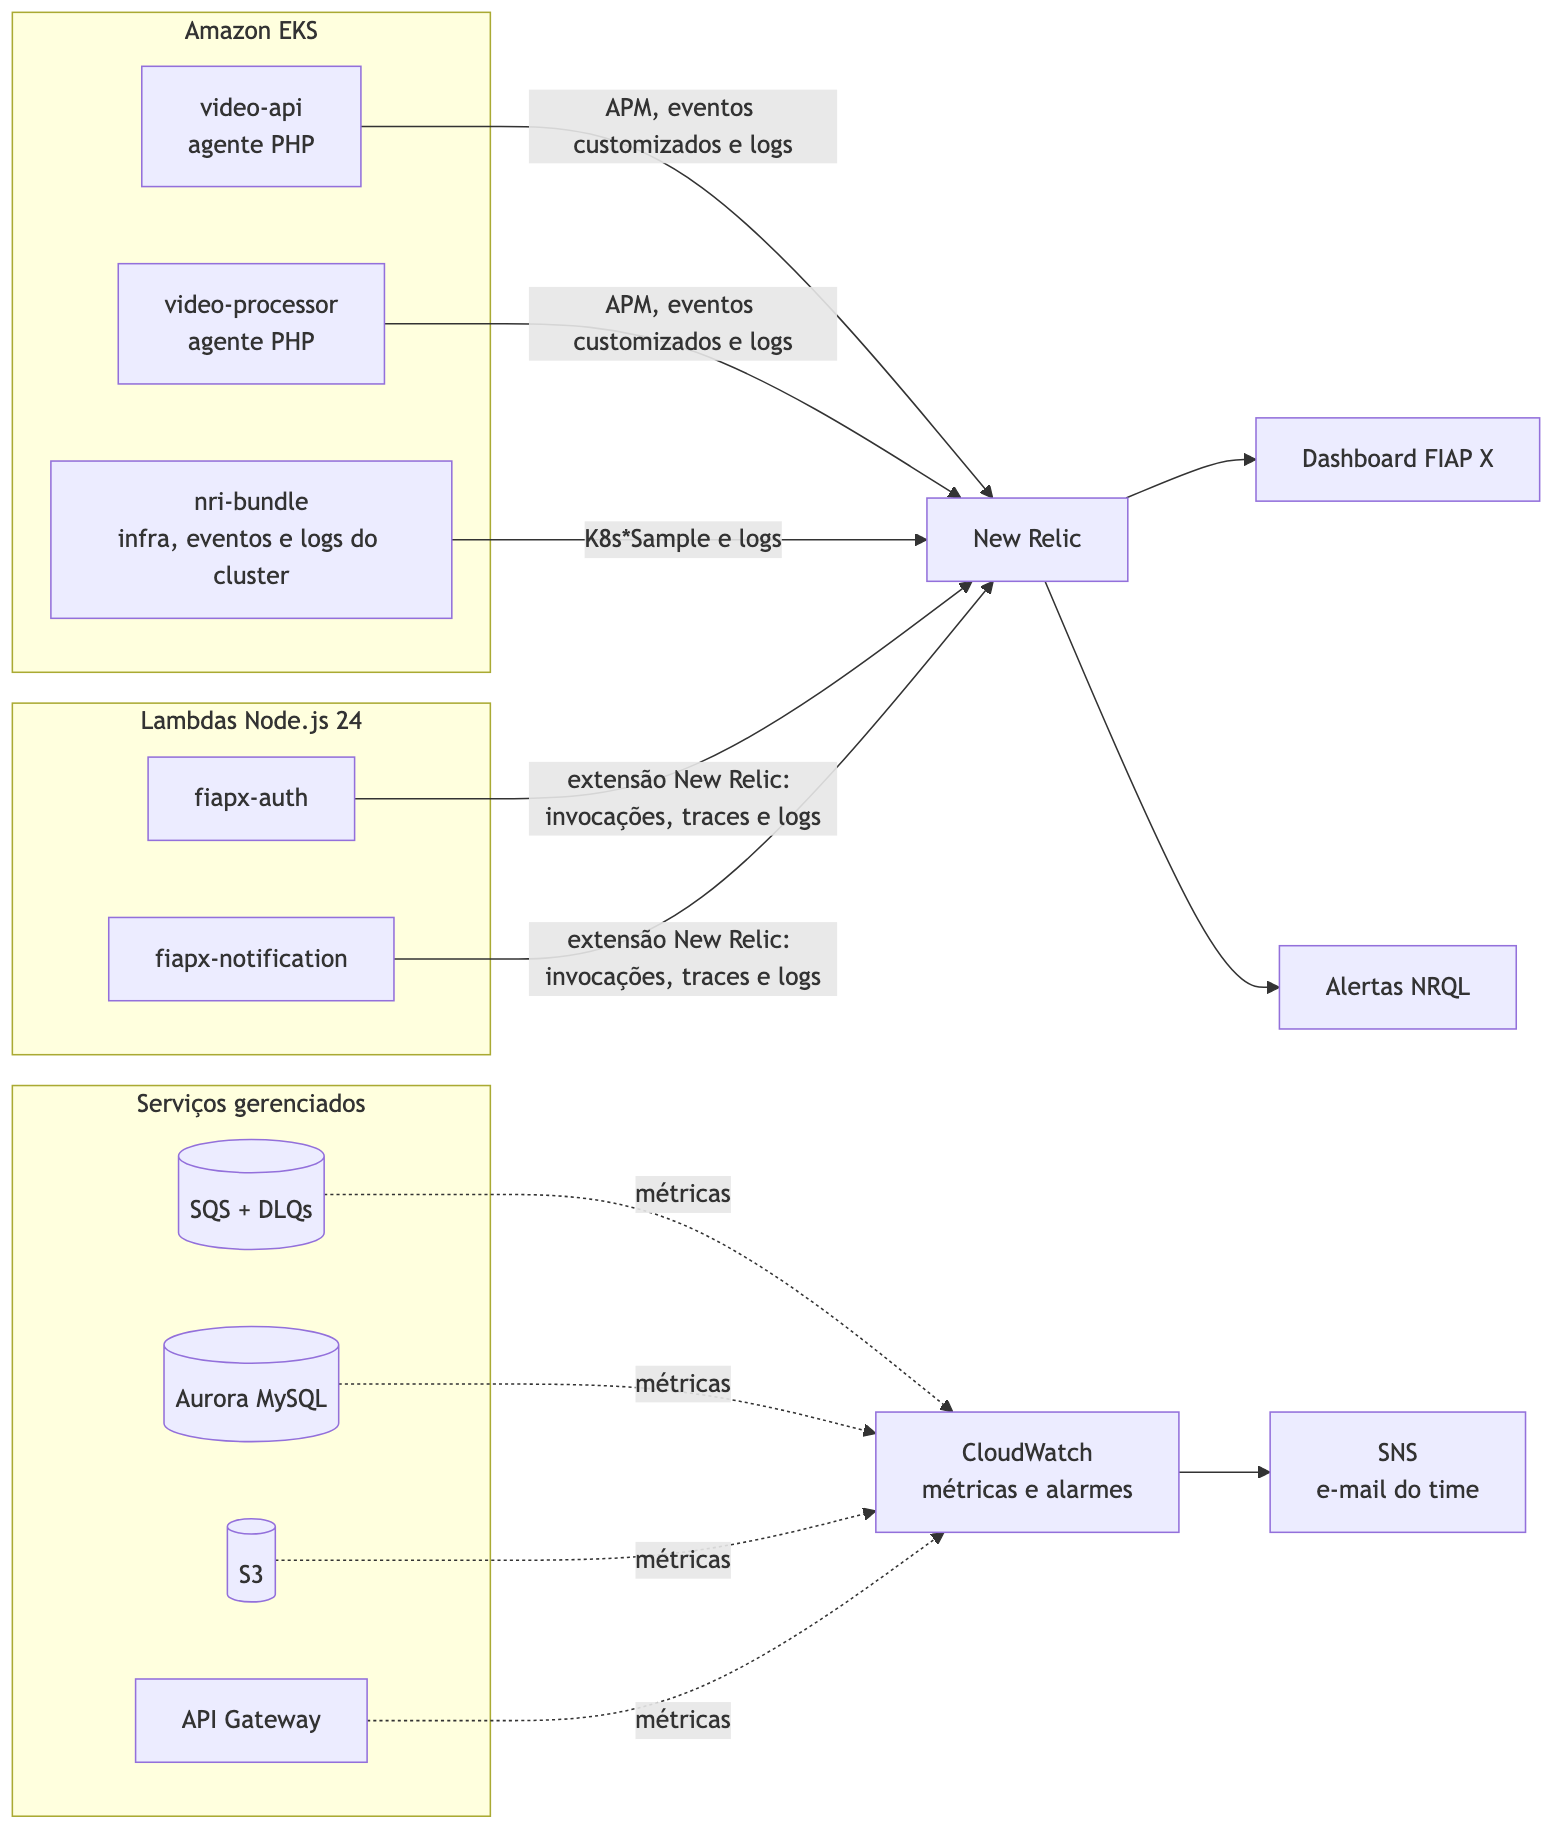 Amazon EKS
video-api
agente PHP
APM, eventos
customizados e logs
video-processor
agente PHP
APM, eventos
customizados e logs
nri-bundle
infra, eventos e logs do
cluster
K8s*Sample e logs
New Relic
Dashboard FIAP X
Alertas NRQL
Lambdas Node.js 24
fiapx-auth
extensão New Relic:
invocações, traces e logs
fiapx-notification
extensão New Relic:
invocações, traces e logs
Serviços gerenciados
SQS + DLQs
métricas
Aurora MySQL
métricas
S3
métricas
API Gateway
métricas
CloudWatch
métricas e alarmes
SNS
e-mail do time